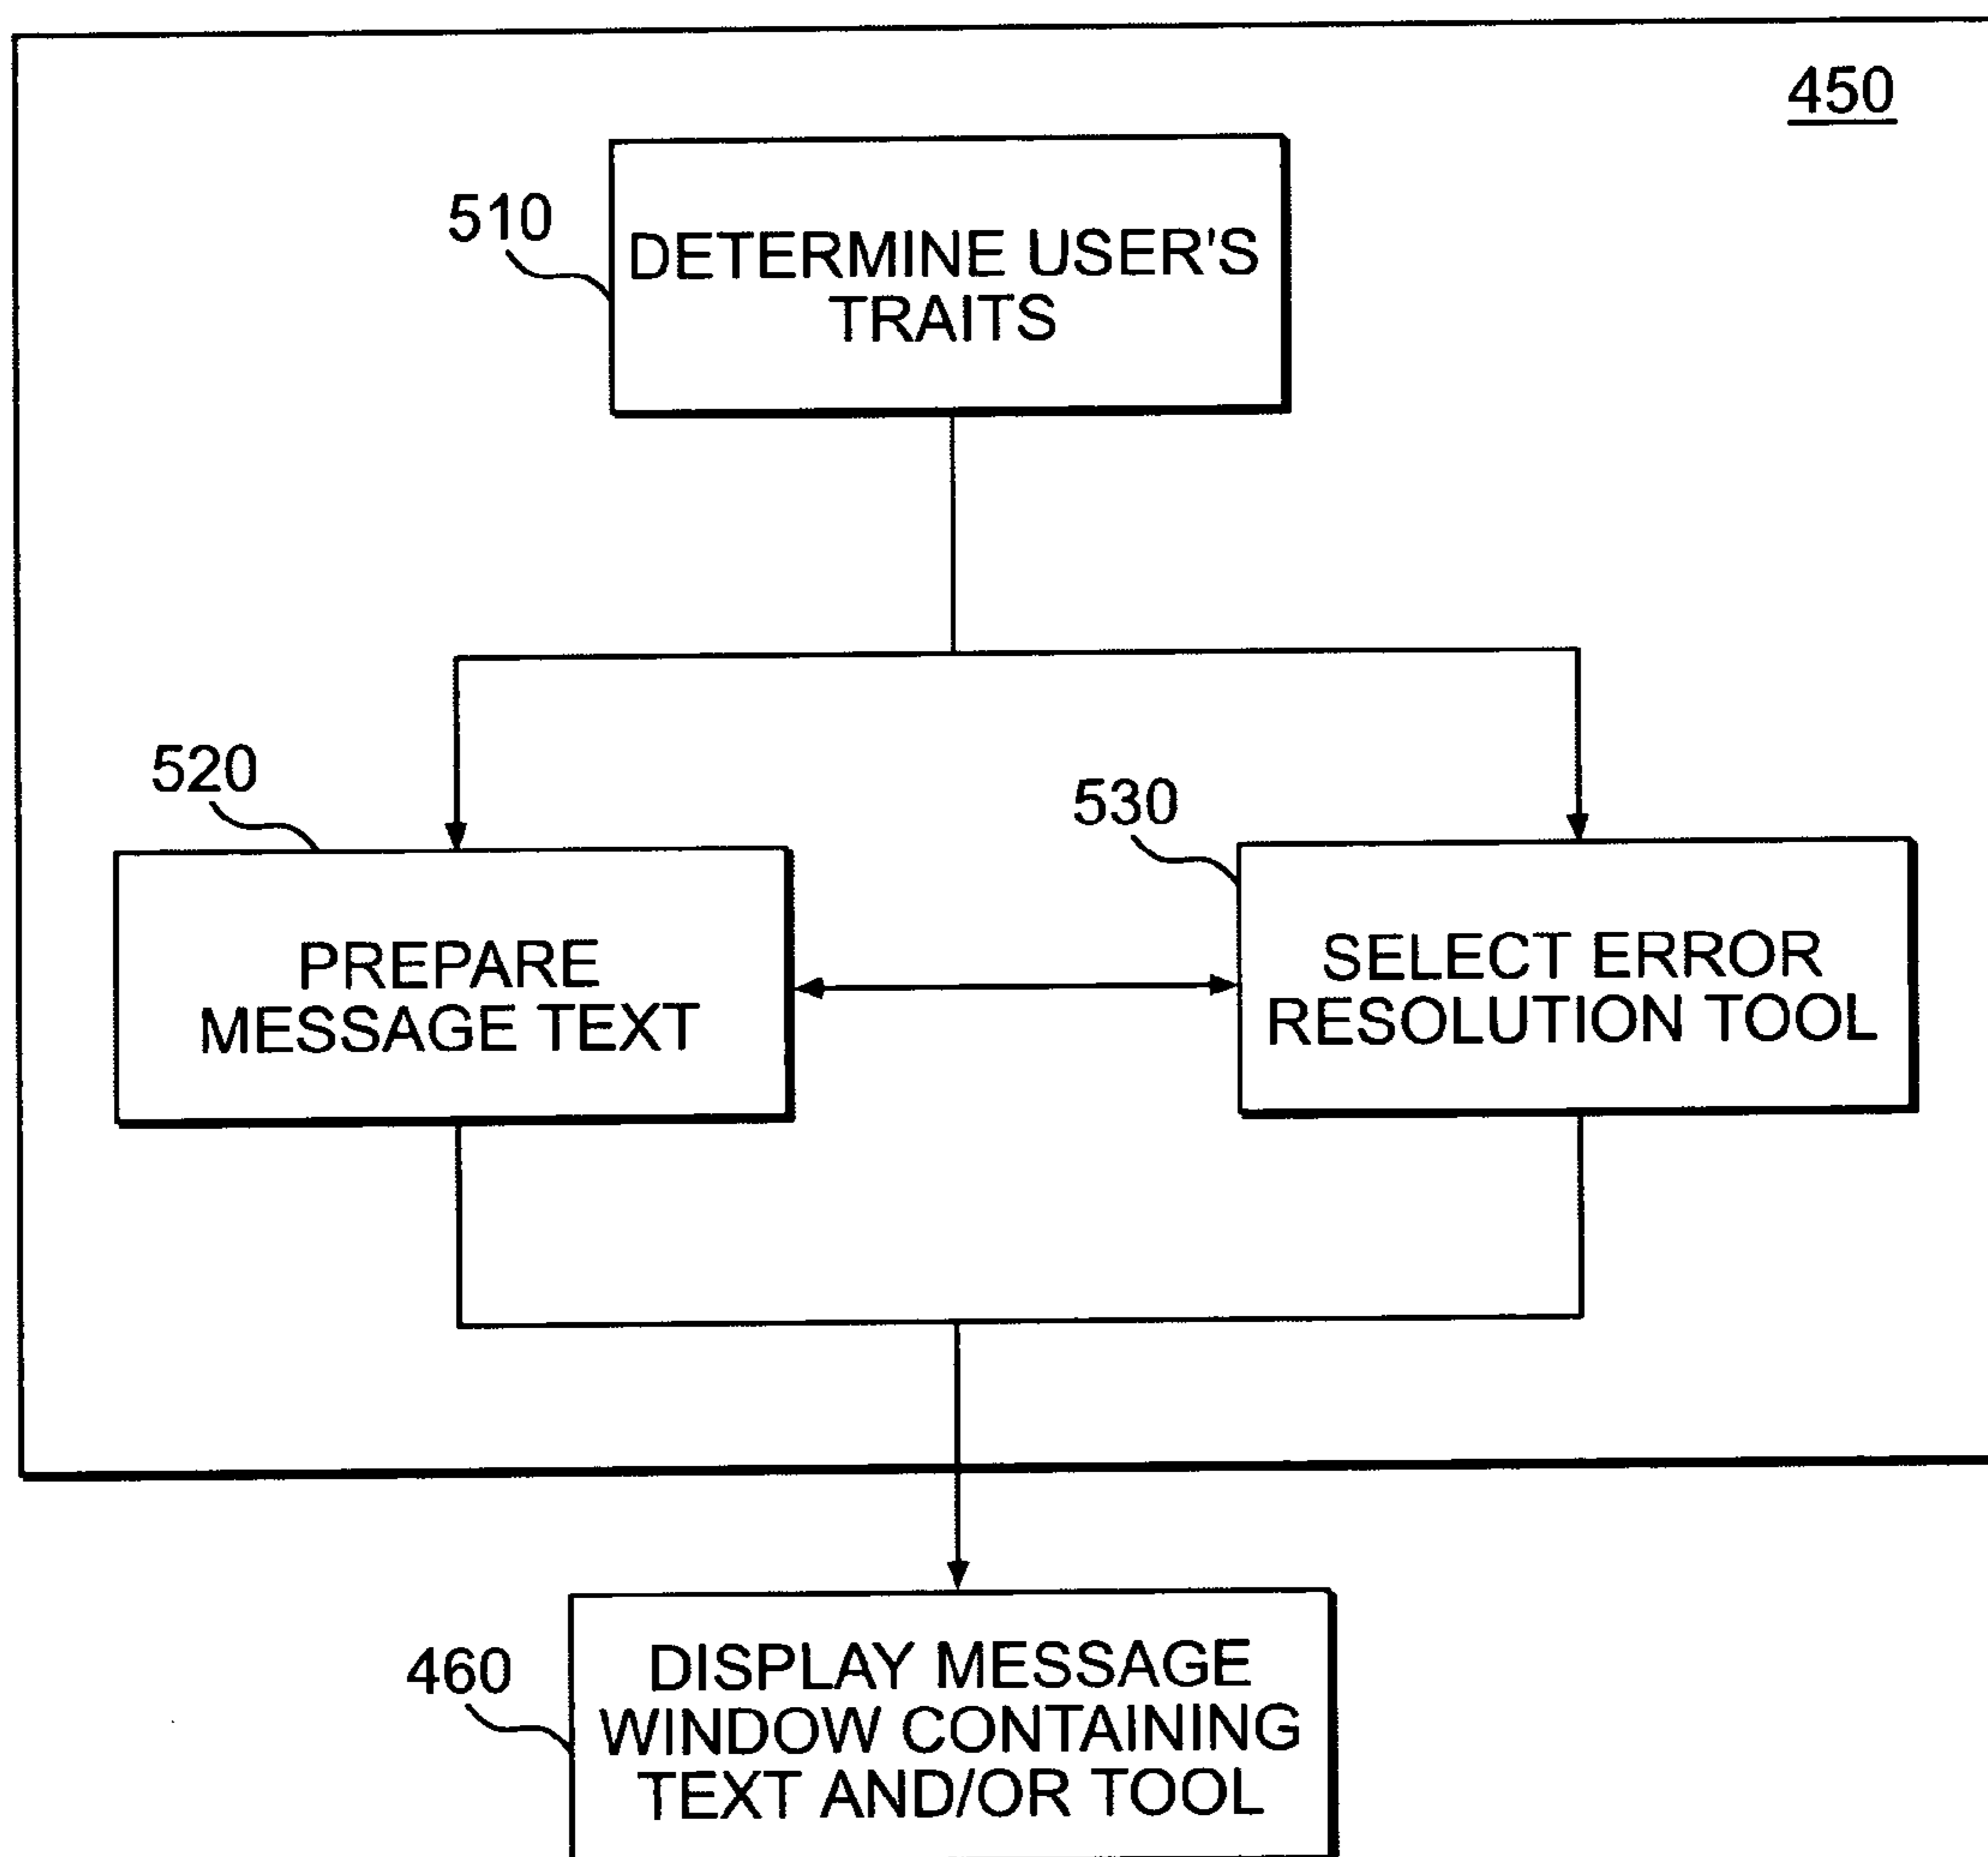 450
510
DETERMINE USER'S
TRAITS
520
530
PREPARE
MESSAGE TEXT
SELECT ERROR
RESOLUTION TOOL
460
DISPLAY MESSAGE
WINDOW CONTAINING
TEXT AND/OR TOOL